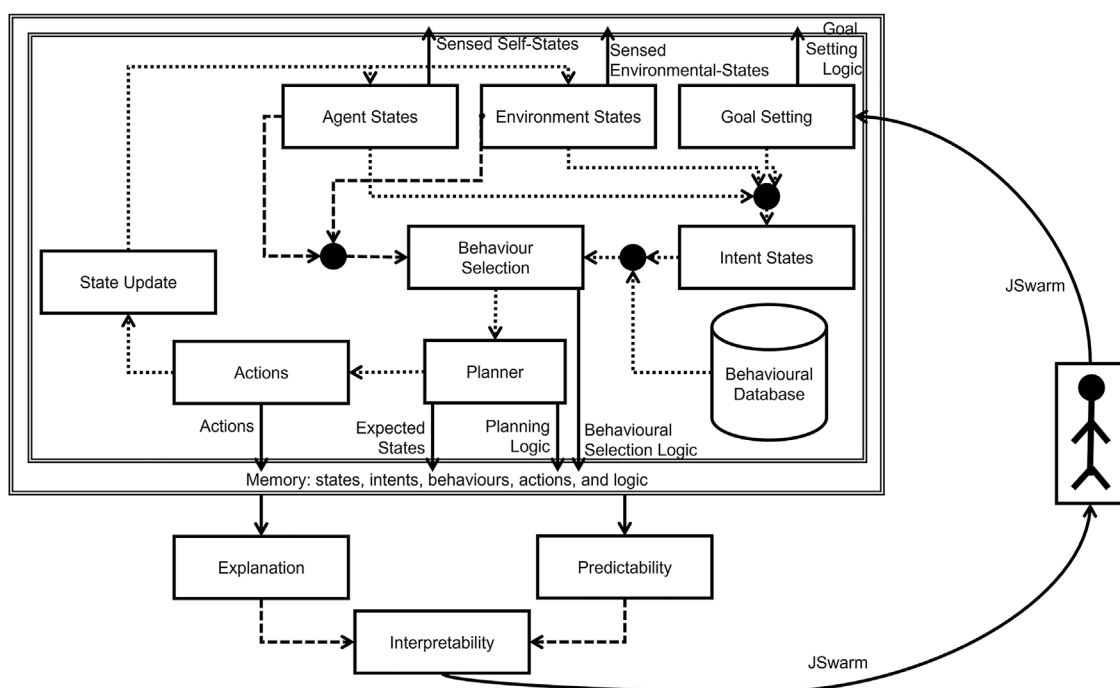 Sensed Self-States
Sensed
Environmental-States
Goal
Setting
Logic
Agent States
Environment States
Goal Setting
Behaviour
Selection
Intent States
State Update
JSwarm
Actions
Planner
Behavioural
Database
Actions
Expected
States
Planning
Logic
Behavioural
Selection Logic
Memory: states, intents, behaviours, actions, and logic
Explanation
Predictability
Interpretability
JSwarm